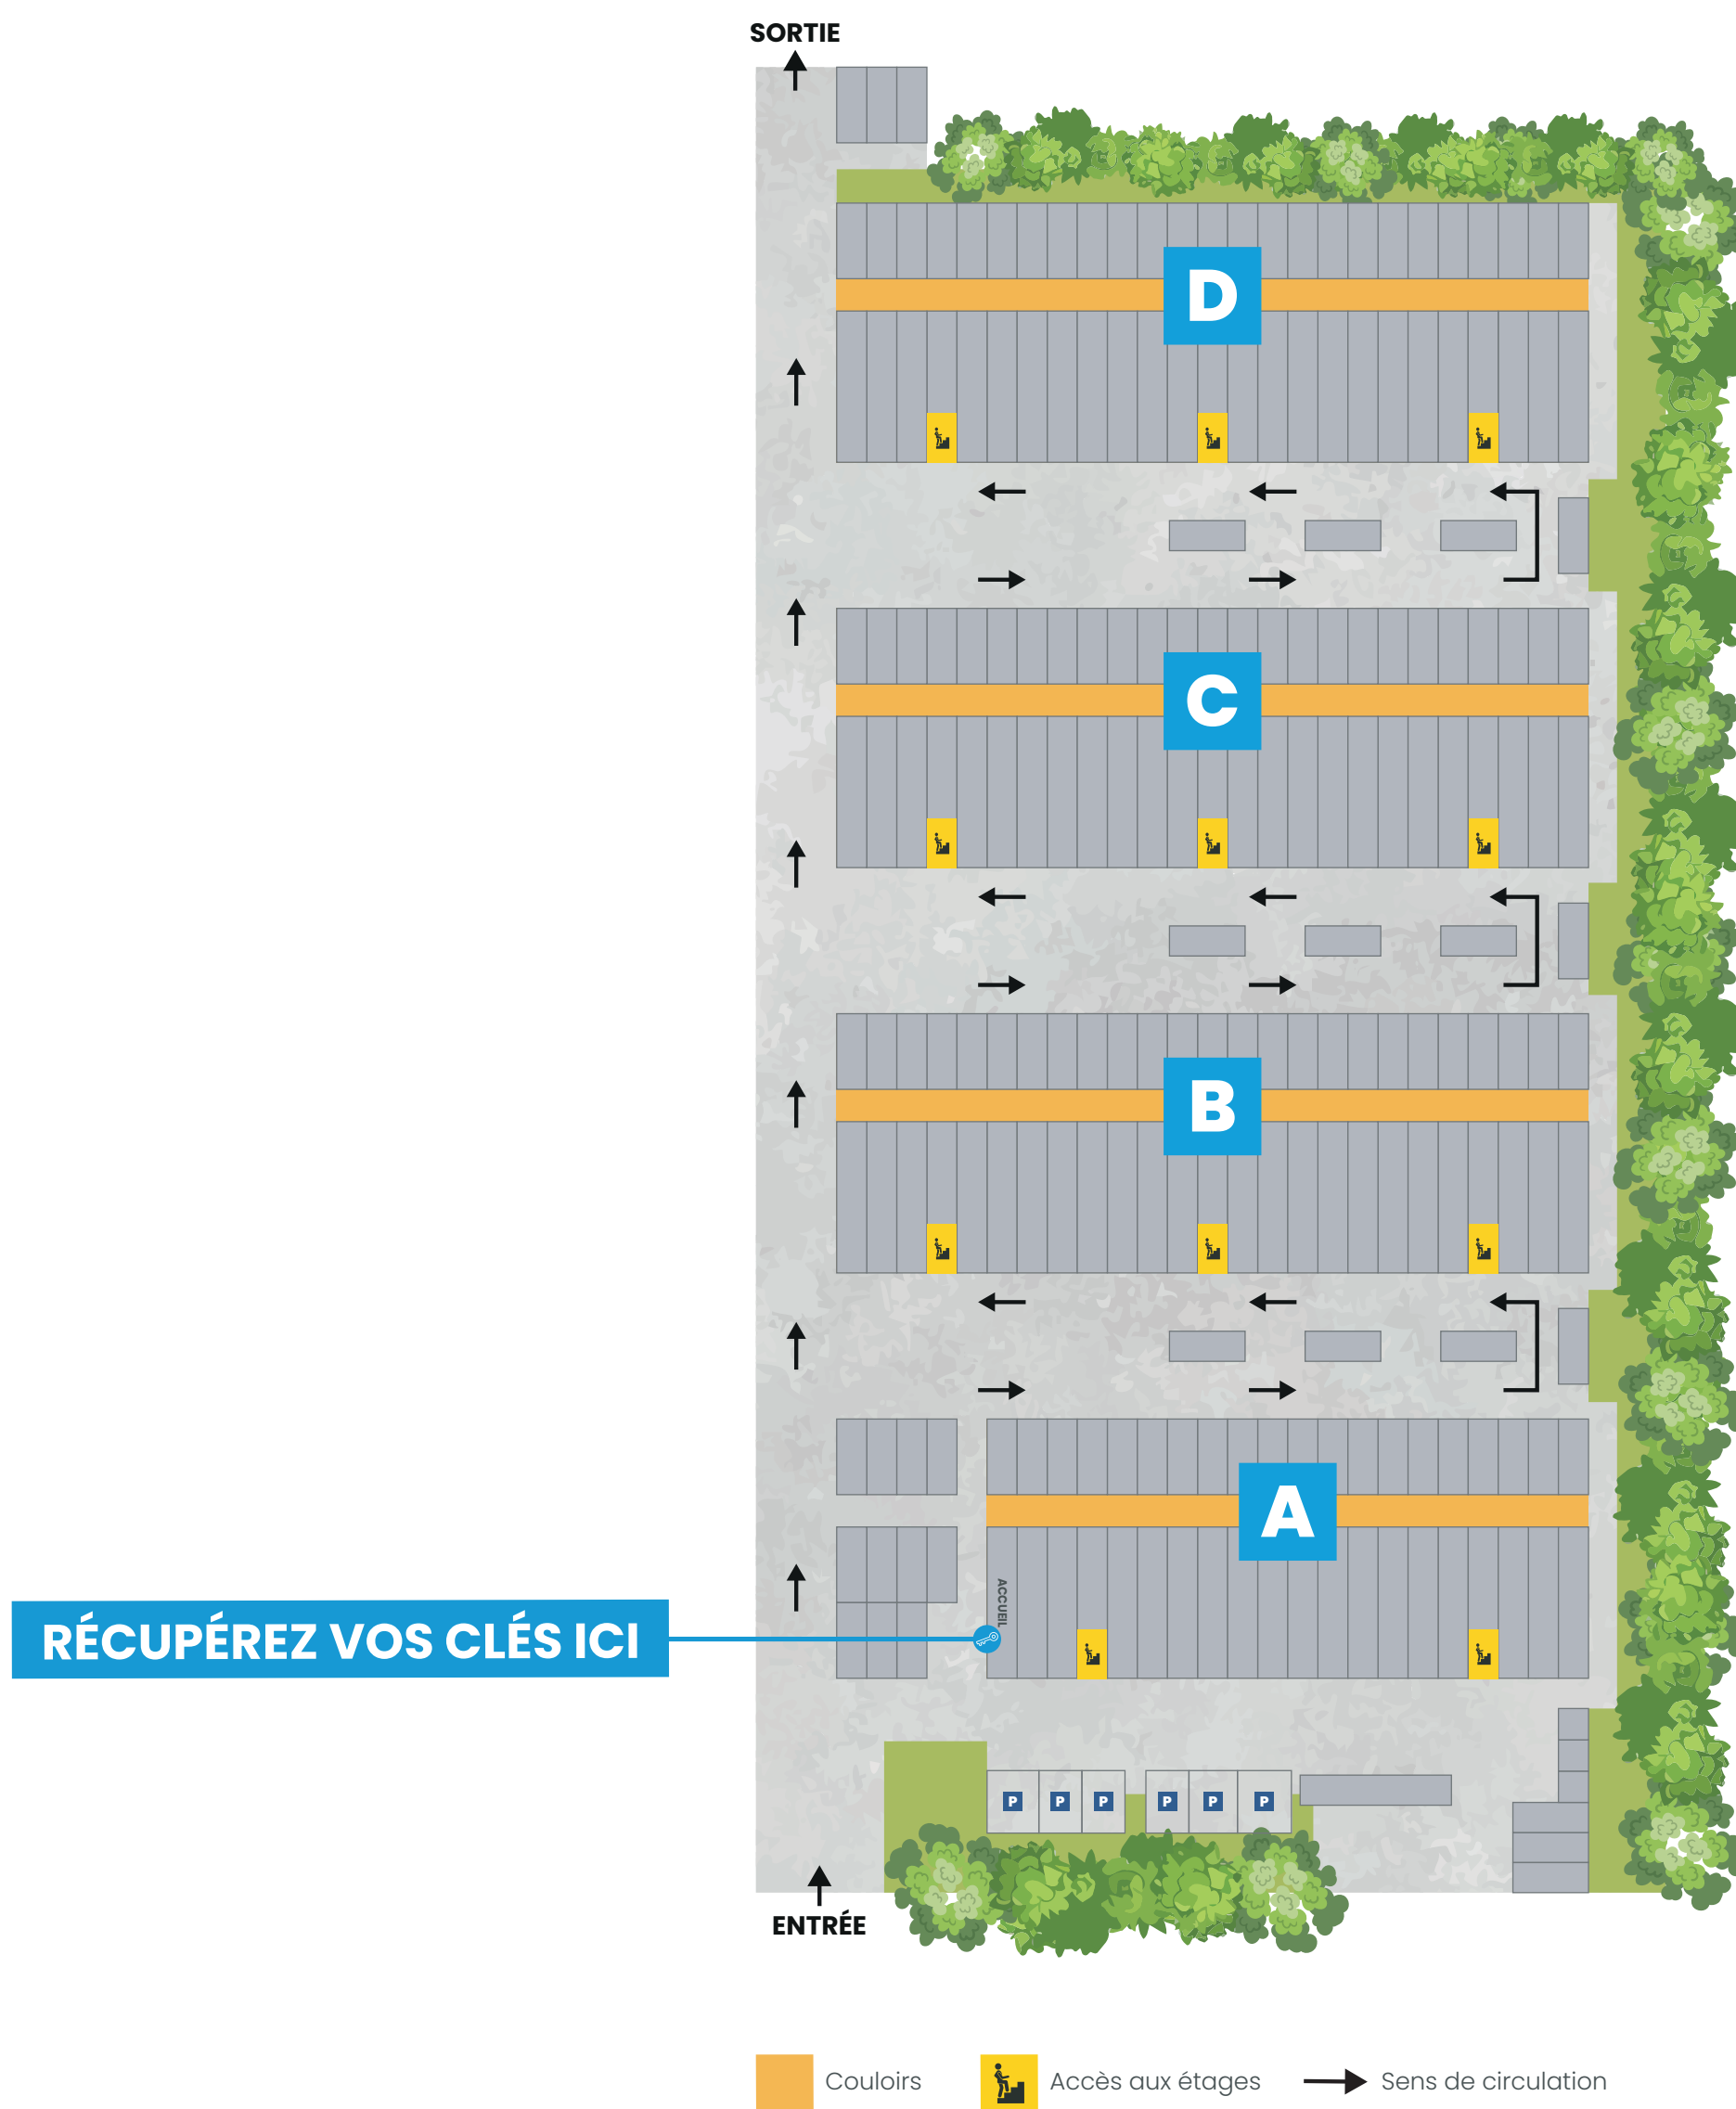 SORTIE
D
C
B
A
ACCUEIL
RÉCUPÉREZ VOS CLÉS ICI
P P P P P P
ENTRÉE
Couloirs Accès aux étages Sens de circulation